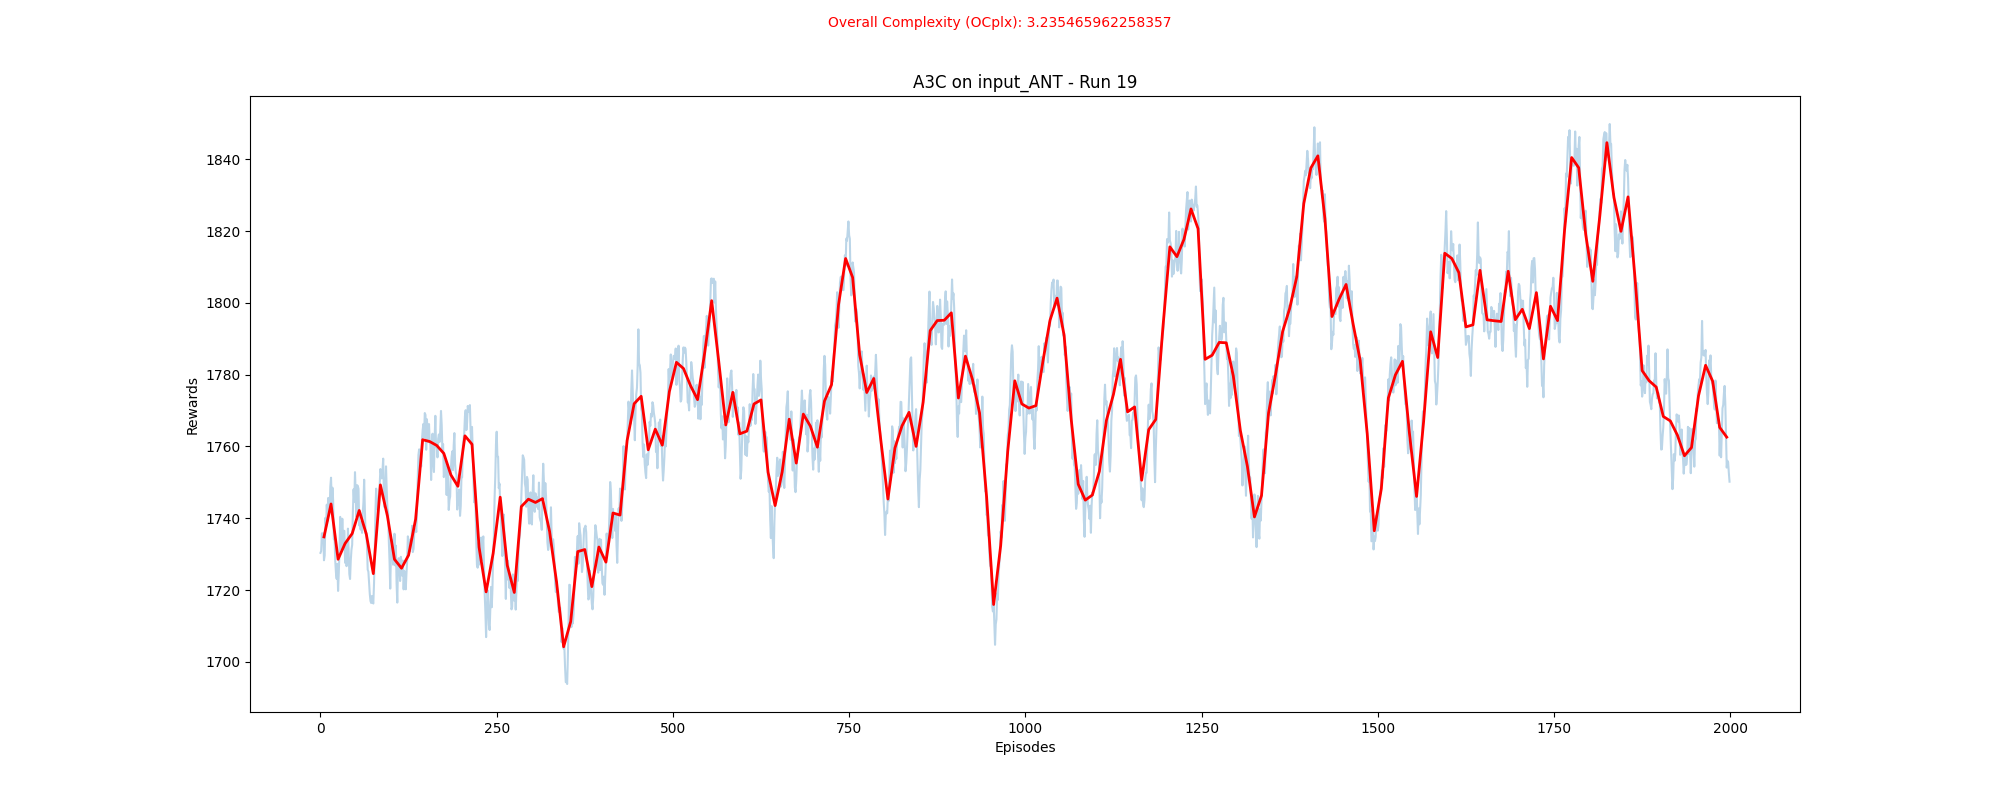 Overall Complexity (OCplx): 3.235465962258357
A3C on input_ANT - Run 19
1840
1820
1800
1780
1760
1740
1720
1700
Rewards
0 250 500 750 1000 1250 1500 1750 2000
Episodes